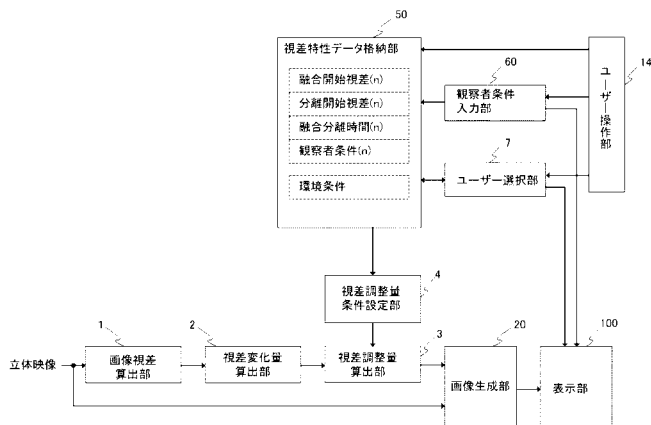 50
視差特性データ格納部
融合開始視差(n)
分離開始視差(n)
融合分離時間(n)
観察者条件(n)
環境条件
60
観察者条件
入力部
7
ユーザー選択部
ユーザー操作部
14
4
視差調整量
条件設定部
立体映像
1
画像視差
算出部
2
視差変化量
算出部
3
視差調整量
算出部
20
画像生成部
100
表示部